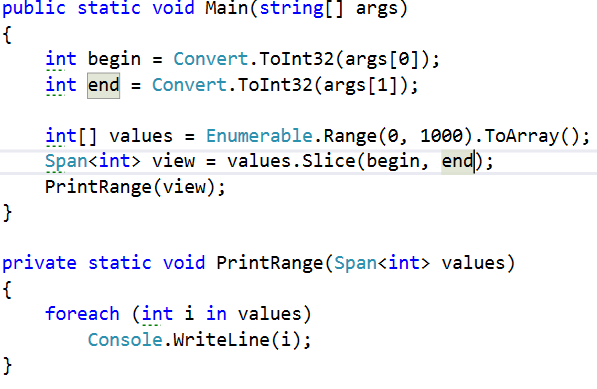 public static void Main(string[] args)
{
    int begin = Convert.ToInt32(args[0]);
    int end = Convert.ToInt32(args[1]);

    int[] values = Enumerable.Range(0, 1000).ToArray();
    Span<int> view = values.Slice(begin, end);
    PrintRange(view);
}

private static void PrintRange(Span<int> values)
{
    foreach (int i in values)
        Console.WriteLine(i);
}